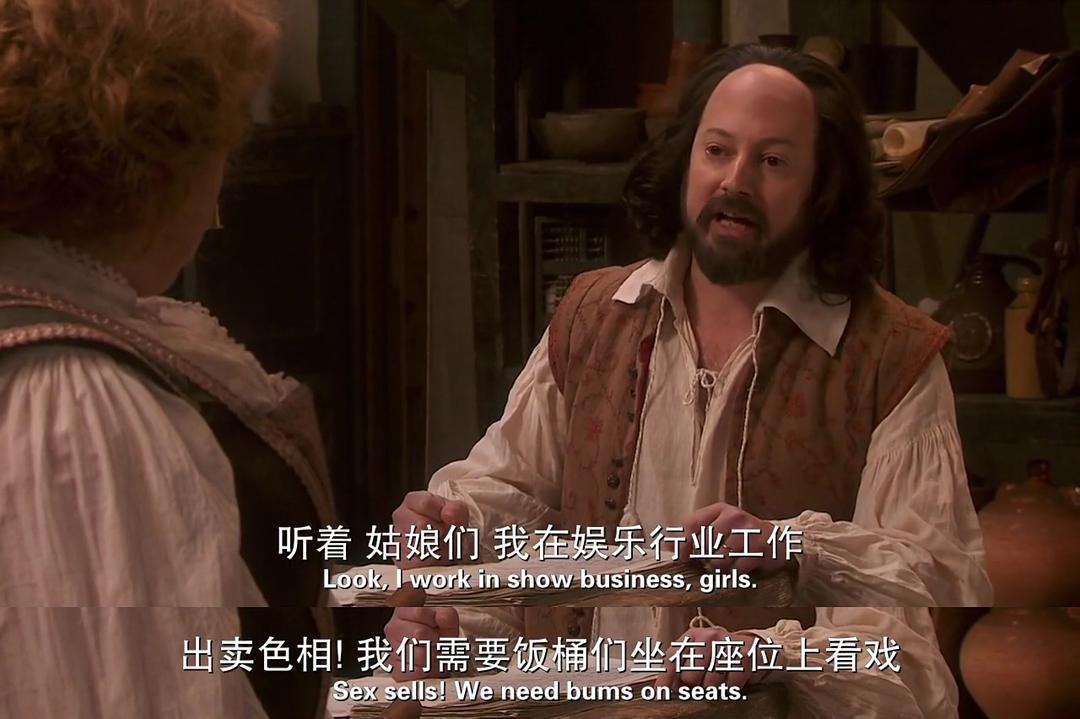 听着 姑娘们 我在娱乐行业工作
Look, I work in show business, girls.
出卖色相! 我们需要饭桶们坐在座位上看戏
Sex sells! We need bums on seats.